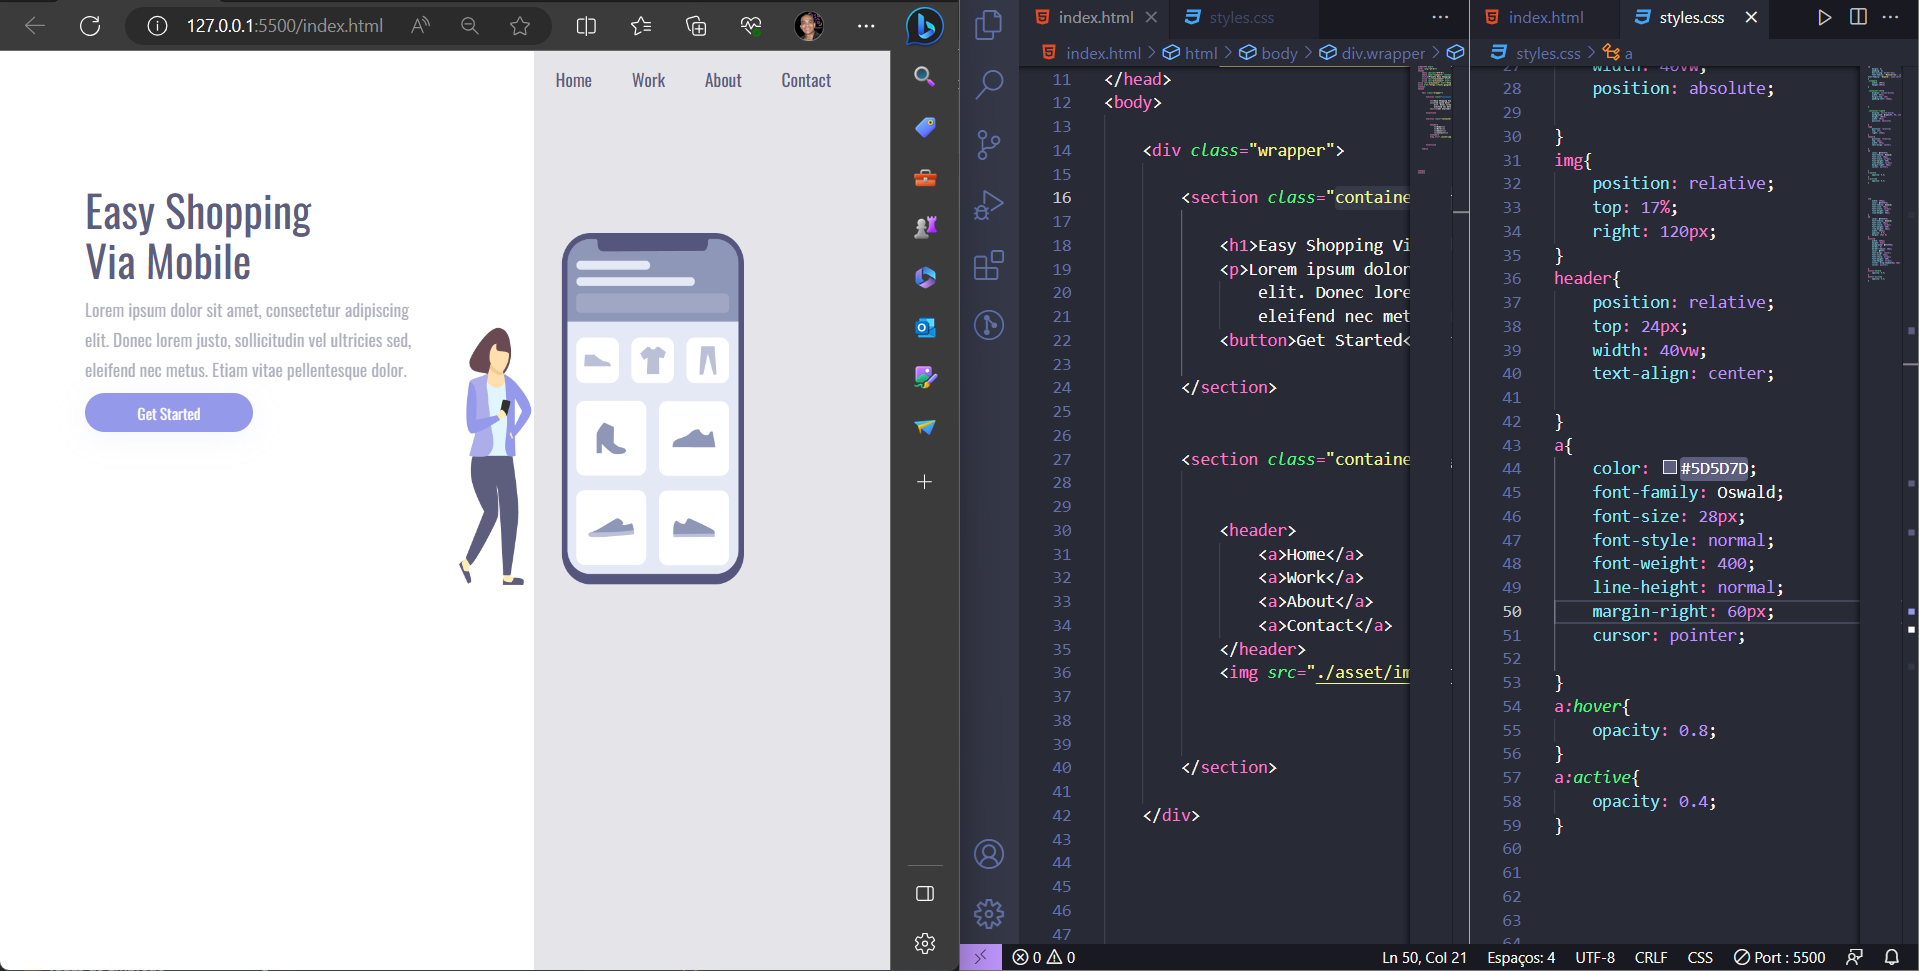 127.0.0.1:5500/index.html
Home
Work
About
Contact
Easy Shopping
Via Mobile
Lorem ipsum dolor sit amet, consectetur adipiscing
elit. Donec lorem justo, sollicitudin vel ultricies sed,
eleifend nec metus. Etiam vitae pellentesque dolor.
Get Started
index.html
styles.css
index.html > html > body > div.wrapper >
11 </head>
12 <body>
13
14 <div class="wrapper">
15
16 <section class="containe
17
18 <h1>Easy Shopping Vi
19 <p>Lorem ipsum dolor
20 elit. Donec lore
21 eleifend nec met
22 <button>Get Started<
23
24 </section>
25
26
27 <section class="containe
28
29
30 <header>
31 <a>Home</a>
32 <a>Work</a>
33 <a>About</a>
34 <a>Contact</a>
35 </header>
36 <img src="./asset/im
37
38
39
40 </section>
41
42 </div>
43
44
45
46
47
index.html
styles.css
styles.css > a
27 width: 40vw;
28 position: absolute;
29
30 }
31 img{
32 position: relative;
33 top: 17%;
34 right: 120px;
35 }
36 header{
37 position: relative;
38 top: 24px;
39 width: 40vw;
40 text-align: center;
41
42 }
43 a{
44 color: #5D5D7D;
45 font-family: Oswald;
46 font-size: 28px;
47 font-style: normal;
48 font-weight: 400;
49 line-height: normal;
50 margin-right: 60px;
51 cursor: pointer;
52
53 }
54 a:hover{
55 opacity: 0.8;
56 }
57 a:active{
58 opacity: 0.4;
59 }
60
61
62
63
64
0 0
Ln 50, Col 21
Espaços: 4
UTF-8
CRLF
CSS
Port : 5500